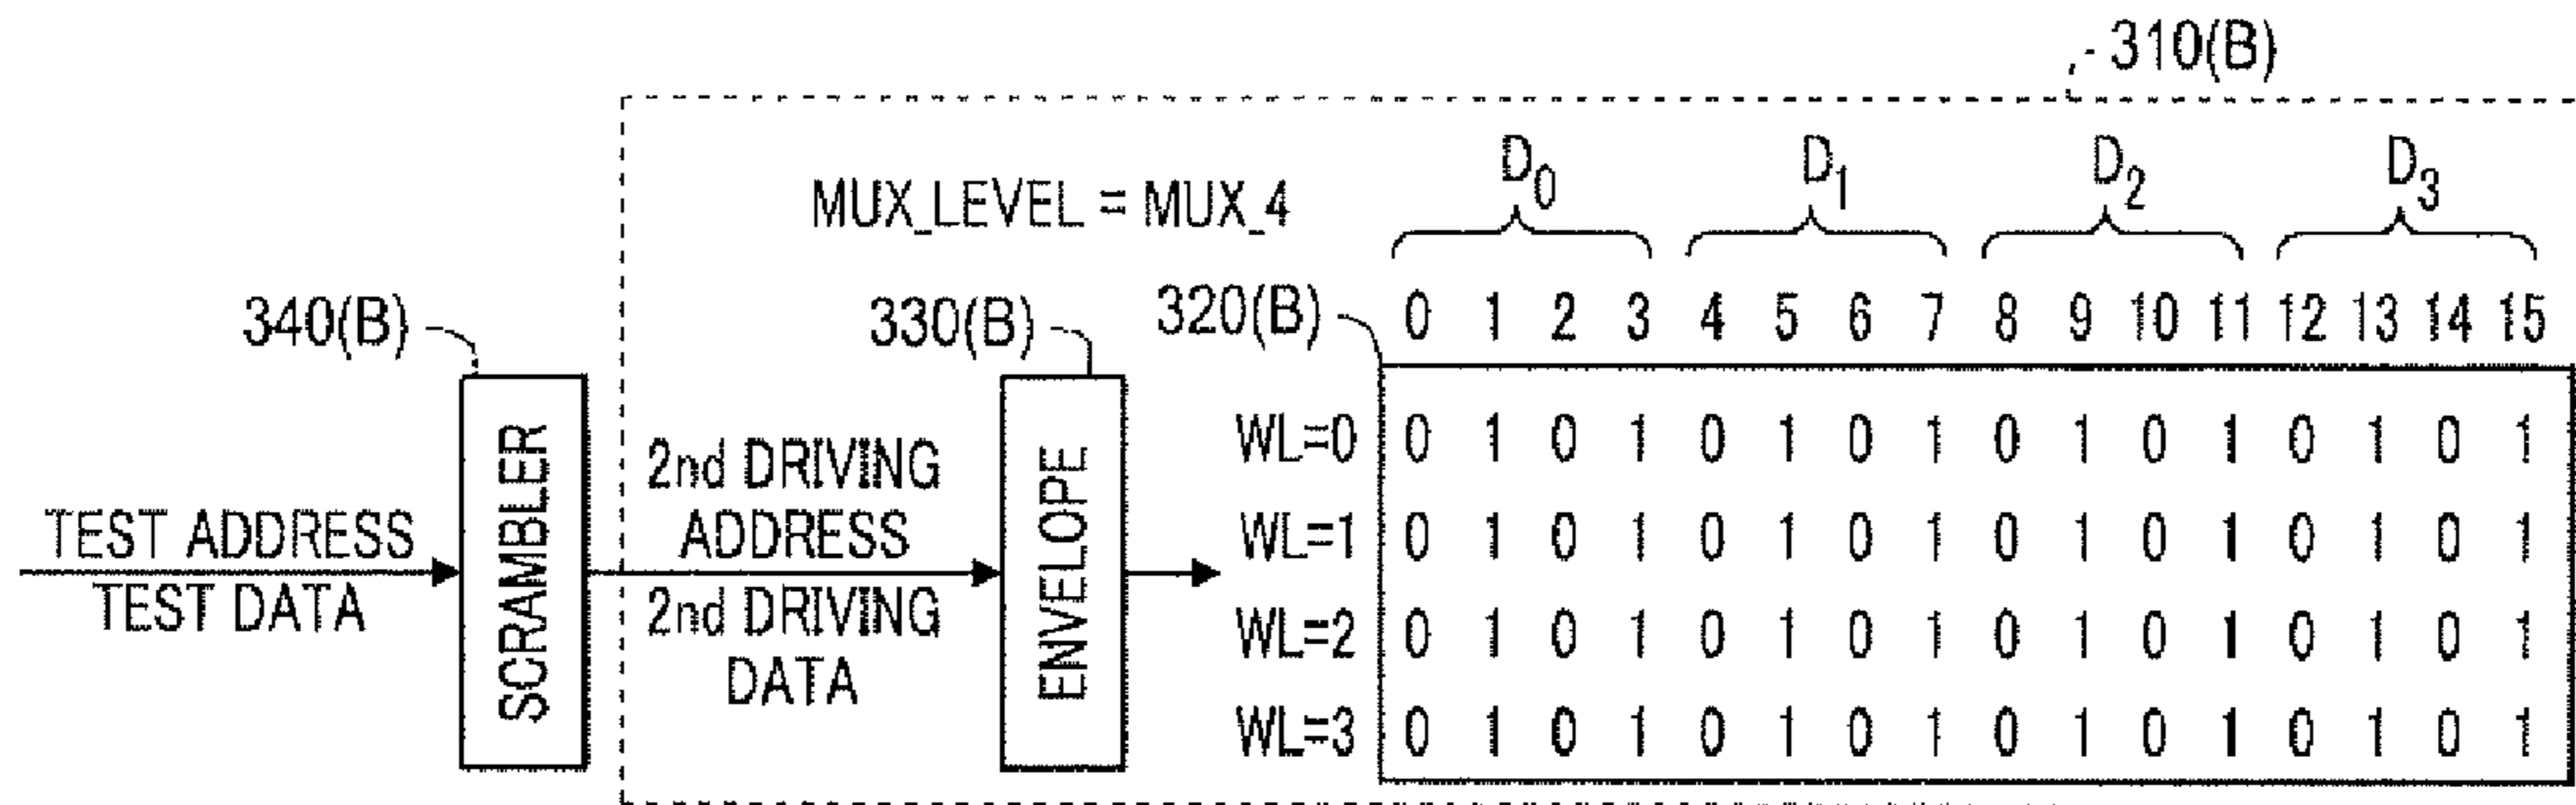 310(B)
D0 D1 D2 D3
MUX_LEVEL = MUX_4
340(B) 330(B) 320(B) 0 1 2 3 4 5 6 7 8 9 10 11 12 13 14 15
SCRAMBLER
ENVELOPE
TEST ADDRESS
TEST DATA
2nd DRIVING
ADDRESS
2nd DRIVING
DATA
WL=0 0 1 0 1 0 1 0 1 0 1 0 1 0 1 0 1
WL=1 0 1 0 1 0 1 0 1 0 1 0 1 0 1 0 1
WL=2 0 1 0 1 0 1 0 1 0 1 0 1 0 1 0 1
WL=3 0 1 0 1 0 1 0 1 0 1 0 1 0 1 0 1